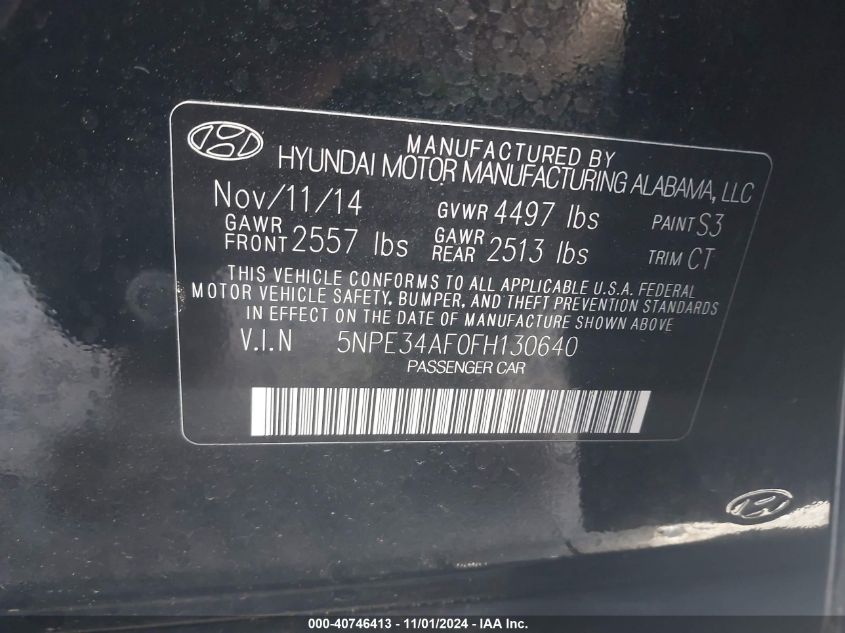 MANUFACTURED BY
HYUNDAI MOTOR MANUFACTURING ALABAMA, LLC
Nov/11/14 GVWR 4497 lbs PAINT S3
GAWR FRONT 2557 lbs GAWR REAR 2513 lbs TRIM CT
THIS VEHICLE CONFORMS TO ALL APPLICABLE U.S.A. FEDERAL
MOTOR VEHICLE SAFETY, BUMPER, AND THEFT PREVENTION STANDARDS
IN EFFECT ON THE DATE OF MANUFACTURE SHOWN ABOVE
V.I.N 5NPE34AF0FH130640
PASSENGER CAR
000-40746413 - 11/01/2024 - IAA Inc.